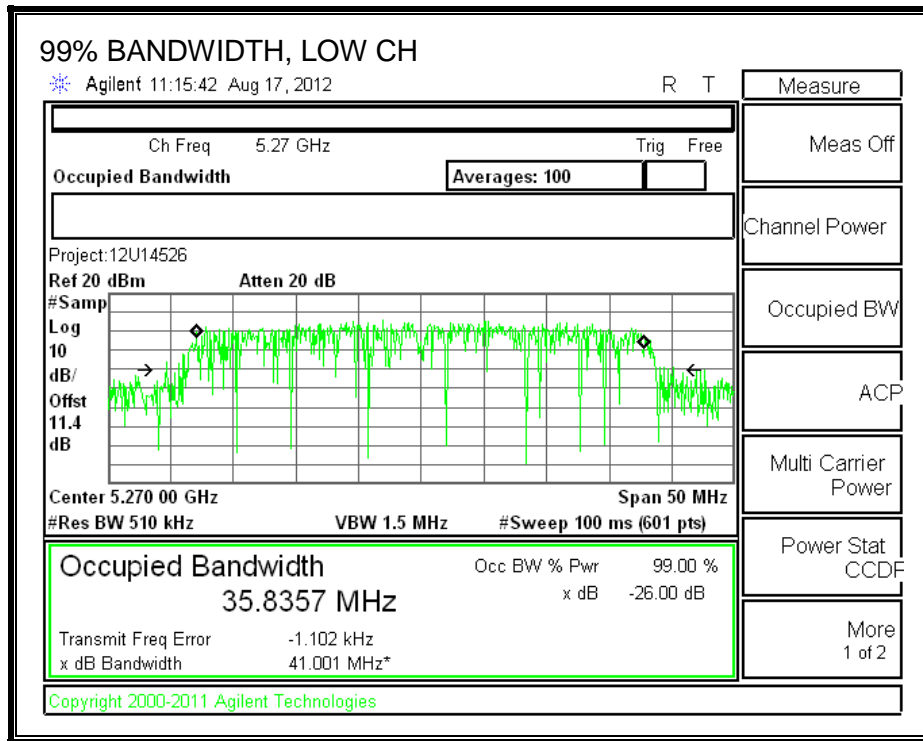 99% BANDWIDTH, LOW CH
Agilent 11:15:42 Aug 17, 2012 R T
Measure
Ch Freq 5.27 GHz Trig Free
Meas Off
Occupied Bandwidth Averages: 100
Channel Power
Project:12U14526
Ref 20 dBm Atten 20 dB
#Samp
Log
10
dB/
Offst
11.4
dB
Occupied BW
ACP
Multi Carrier
Power
Center 5.270 00 GHz Span 50 MHz
#Res BW 510 kHz VBW 1.5 MHz #Sweep 100 ms (601 pts)
Power Stat
CCDF
Occupied Bandwidth Occ BW % Pwr 99.00 %
35.8357 MHz x dB -26.00 dB
Transmit Freq Error -1.102 kHz
x dB Bandwidth 41.001 MHz*
More
1 of 2
Copyright 2000-2011 Agilent Technologies